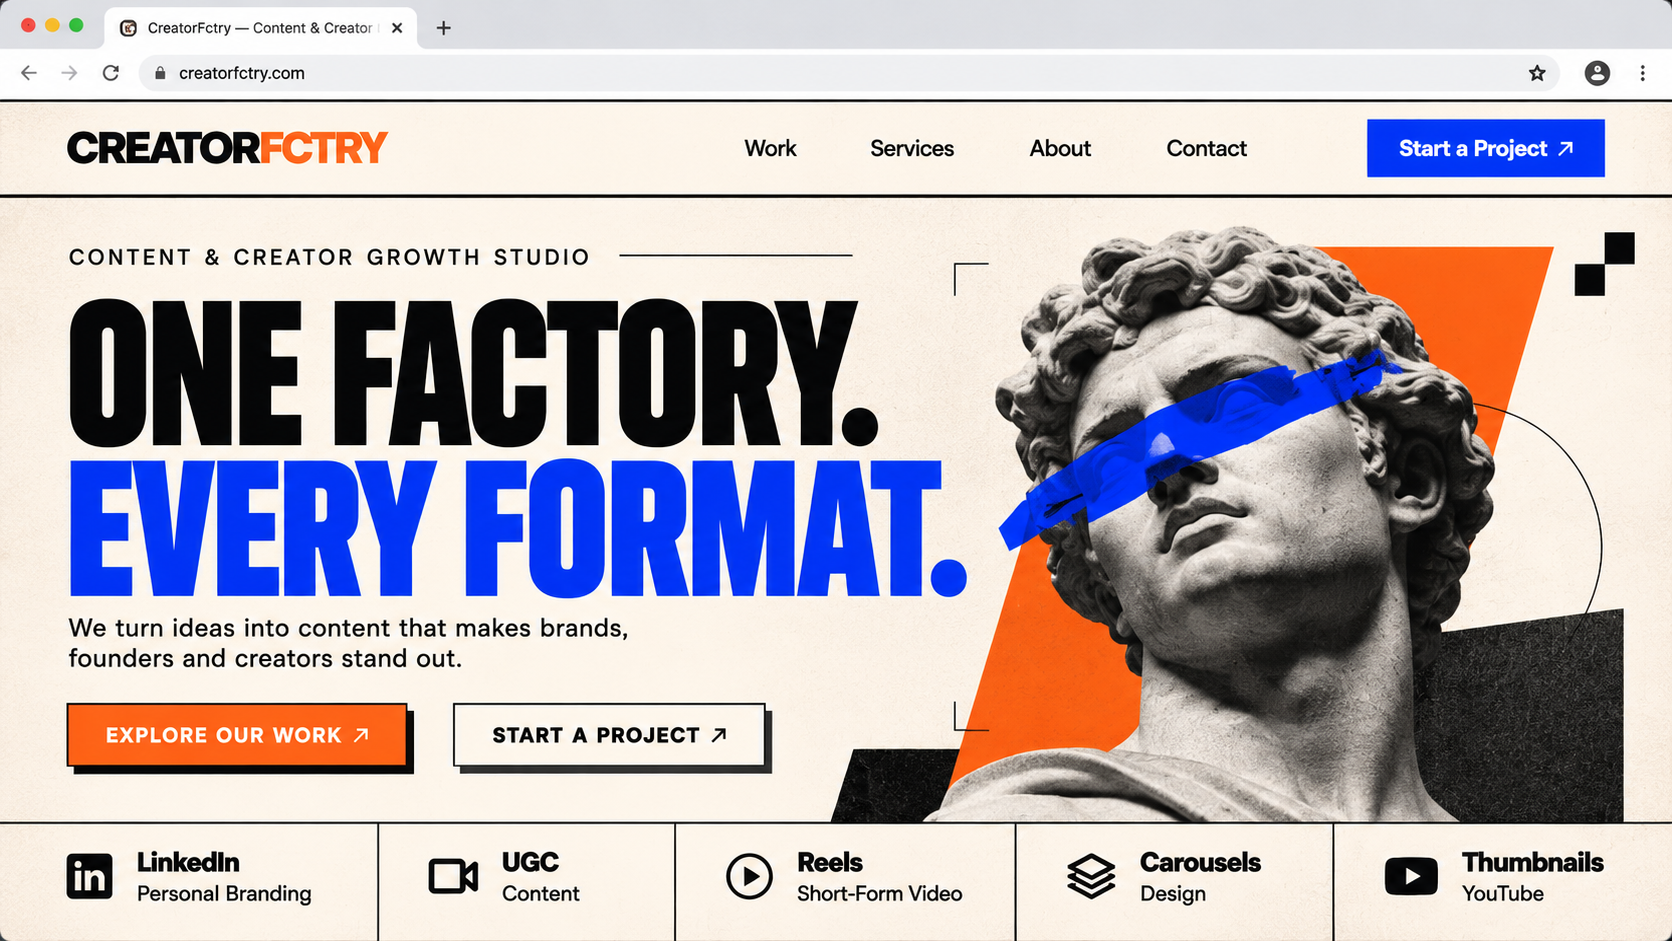 CreatorFctry — Content & Creator
creatorfctry.com
CREATORFCTRY
Work
Services
About
Contact
Start a Project ↗
CONTENT & CREATOR GROWTH STUDIO
ONE FACTORY.
EVERY FORMAT.
We turn ideas into content that makes brands,
founders and creators stand out.
EXPLORE OUR WORK ↗
START A PROJECT ↗
in
LinkedIn
Personal Branding
UGC
Content
Reels
Short-Form Video
Carousels
Design
Thumbnails
YouTube